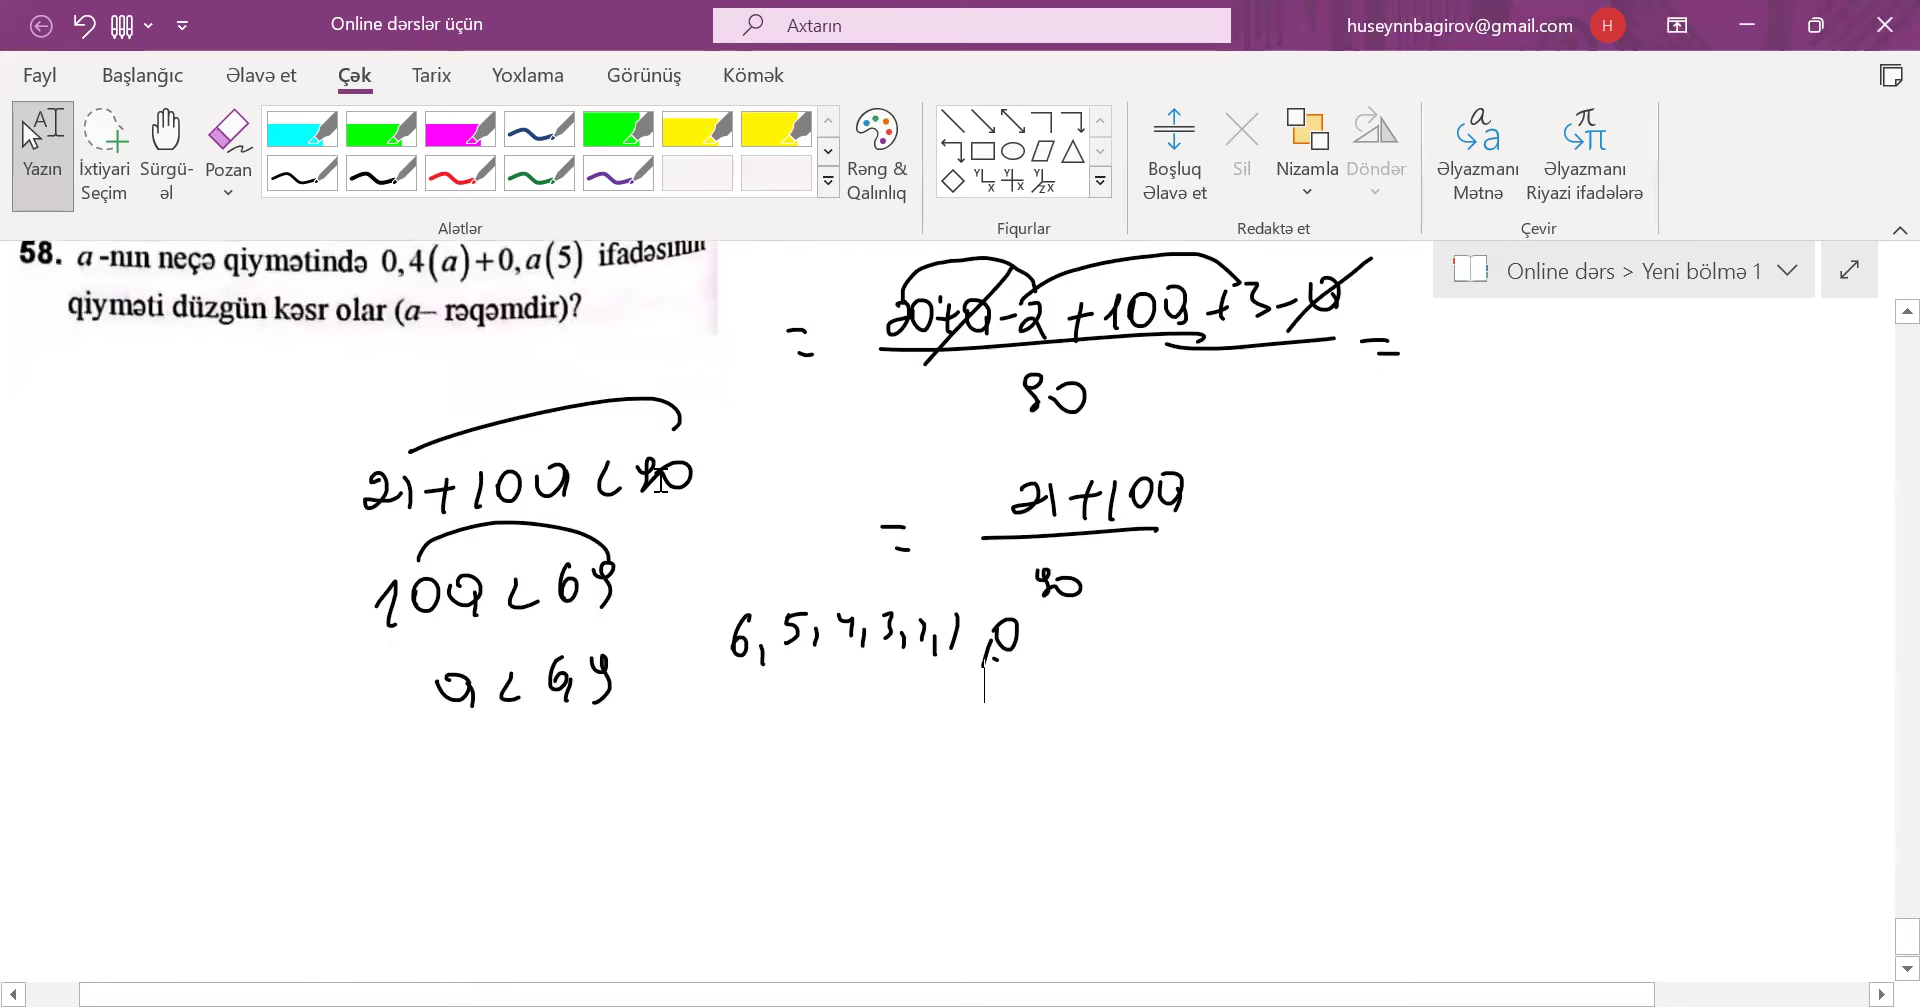 Online dərslər üçün
Axtarın
huseynnbagirov@gmail.com
H
Fayl Başlanğıc Əlavə et Çək Tarix Yoxlama Görünüş Kömək
Yazın
İxtiyari Seçim
Sürgü-əl
Pozan
Rəng & Qalınlıq
Boşluq Əlavə et
Sil
Nizamla
Döndər
Əlyazmanı Mətnə
Əlyazmanı Riyazi ifadələrə
Alətlər
Fiqurlar
Redaktə et
Çevir
Online dərs > Yeni bölmə 1
58. a -nın neçə qiymətində 0,4(a)+0,a(5) ifadəsinin
qiyməti düzgün kəsr olar (a– rəqəmdir)?
= 20+a-2+10a+3-a =
90
21+10a<90
10a<69
a<6,9
= 21+10a
90
6, 5, 4, 3, 2, 1, 0